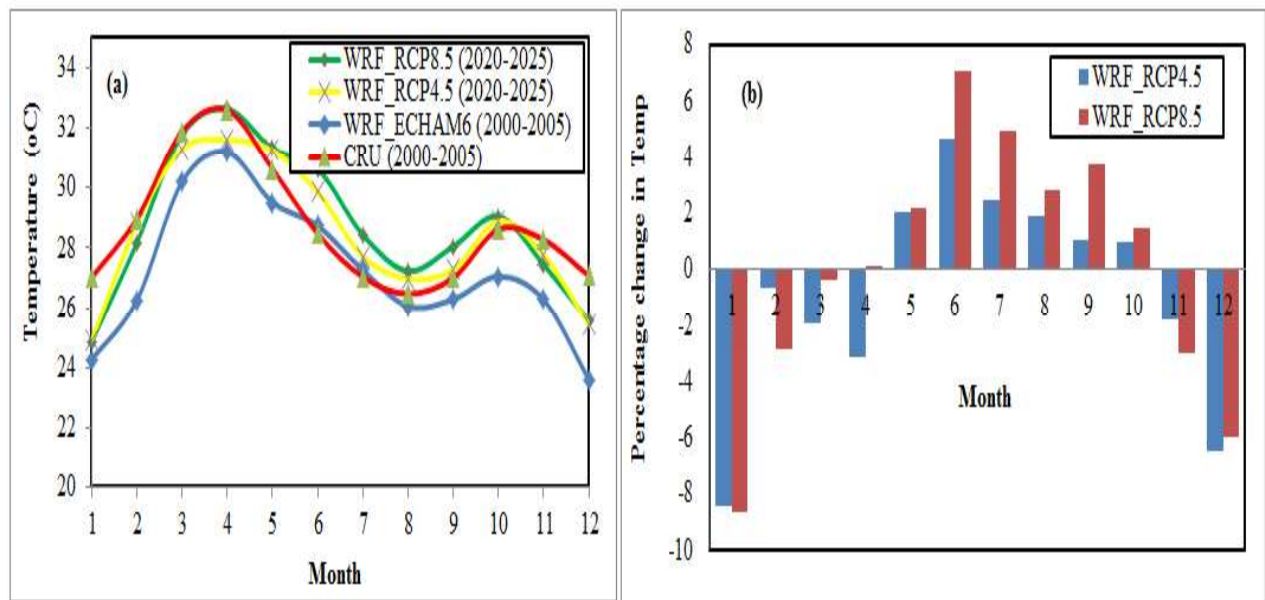 (a)
WRF_RCP8.5 (2020-2025)
WRF_RCP4.5 (2020-2025)
WRF_ECHAM6 (2000-2005)
CRU (2000-2005)
Temperature (oC)
34
32
30
28
26
24
22
20
1 2 3 4 5 6 7 8 9 10 11 12
Month
(b)
WRF_RCP4.5
WRF_RCP8.5
Percentage change in Temp
8
6
4
2
0
-2
-4
-6
-8
-10
1 2 3 4 5 6 7 8 9 10 11 12
Month